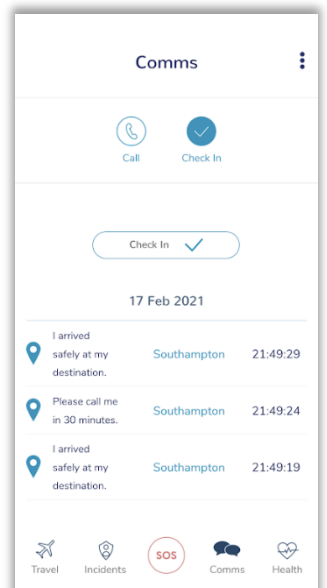 Comms
Call
Check In
Check In
17 Feb 2021
I arrived
safely at my
destination.
Southampton
21:49:29
Please call me
in 30 minutes.
Southampton
21:49:24
I arrived
safely at my
destination.
Southampton
21:49:19
Travel
Incidents
SOS
Comms
Health